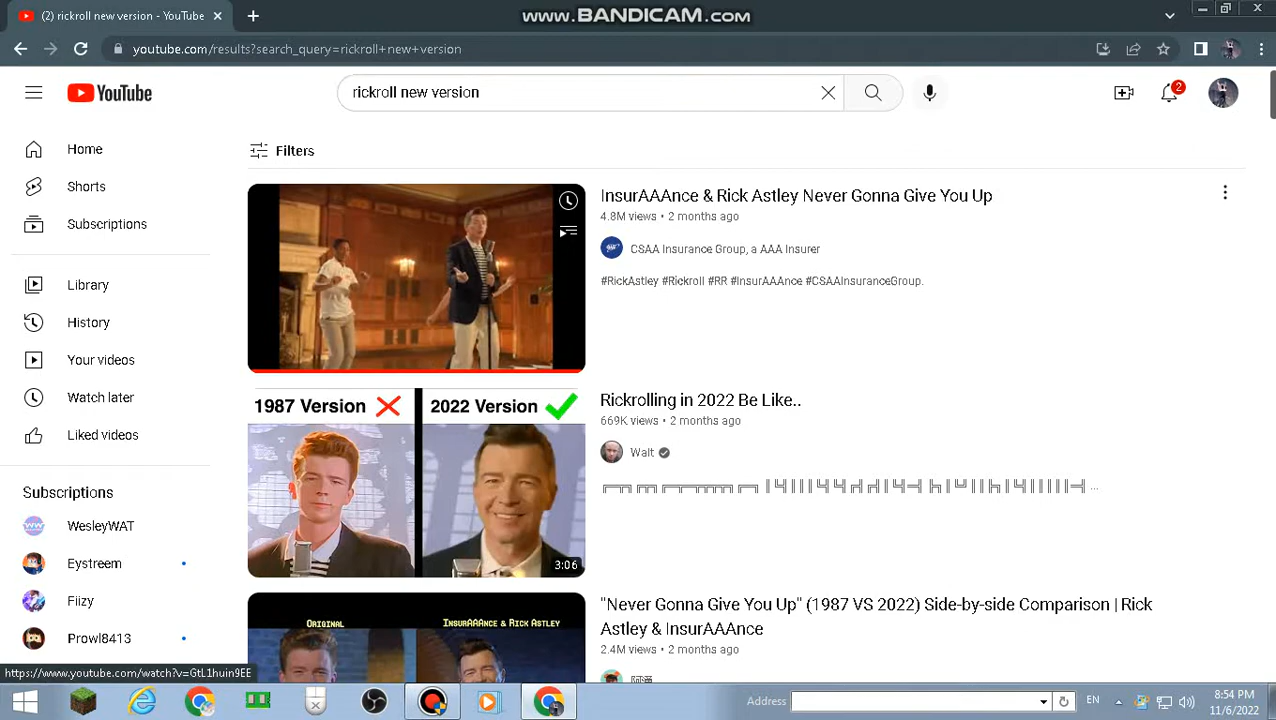 www.BANDICAM.com
(2) rickroll new version - YouTube
youtube.com/results?search_query=rickroll+new+version
YouTube
rickroll new version
2
Home
Filters
Shorts
InsurAAAnce & Rick Astley Never Gonna Give You Up
4.8M views • 2 months ago
Subscriptions
CSAA Insurance Group, a AAA Insurer
#RickAstley #Rickroll #RR #InsurAAAnce #CSAAInsuranceGroup.
Library
History
Your videos
Watch later
1987 Version
2022 Version
Rickrolling in 2022 Be Like..
669K views • 2 months ago
Liked videos
Walt
Subscriptions
WesleyWAT
Eystreem
3:06
Fiizy
"Never Gonna Give You Up" (1987 VS 2022) Side-by-side Comparison | Rick
Astley & InsurAAAnce
2.4M views • 2 months ago
ORIGINAL
INSURAAANCE & RICK ASTLEY
Prowl8413
https://www.youtube.com/watch?v=GtL1huin9EE
Address
EN
8:54 PM
11/6/2022